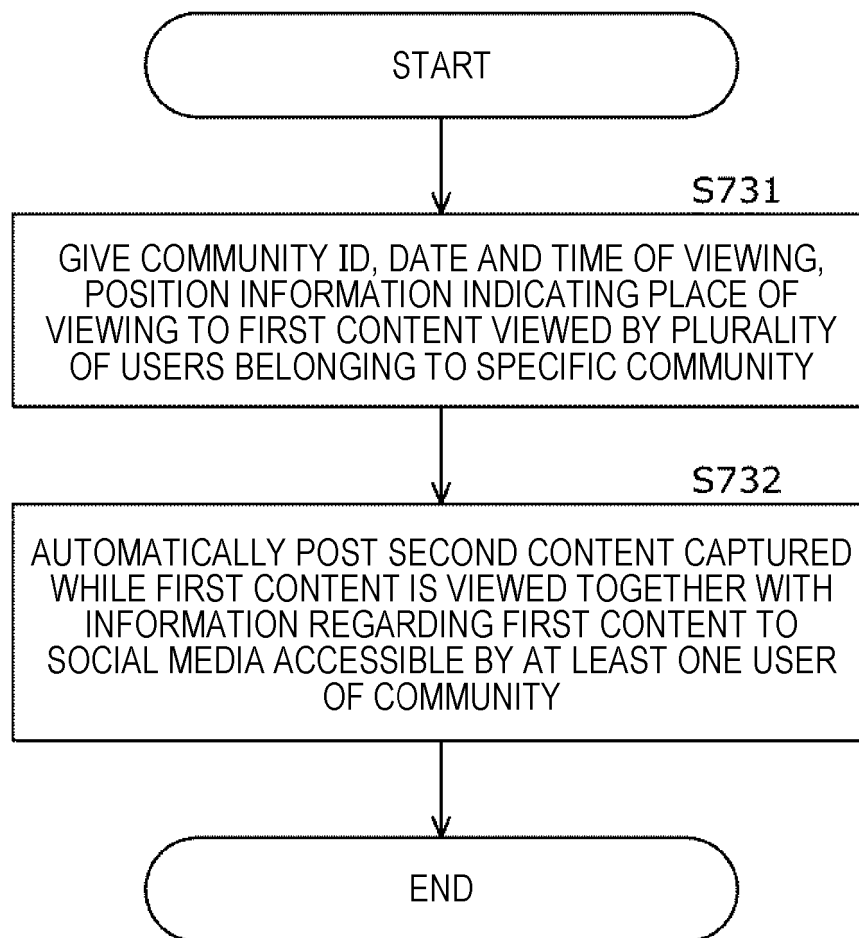 START
S731
GIVE COMMUNITY ID, DATE AND TIME OF VIEWING,
POSITION INFORMATION INDICATING PLACE OF
VIEWING TO FIRST CONTENT VIEWED BY PLURALITY
OF USERS BELONGING TO SPECIFIC COMMUNITY
S732
AUTOMATICALLY POST SECOND CONTENT CAPTURED
WHILE FIRST CONTENT IS VIEWED TOGETHER WITH
INFORMATION REGARDING FIRST CONTENT TO
SOCIAL MEDIA ACCESSIBLE BY AT LEAST ONE USER
OF COMMUNITY
END